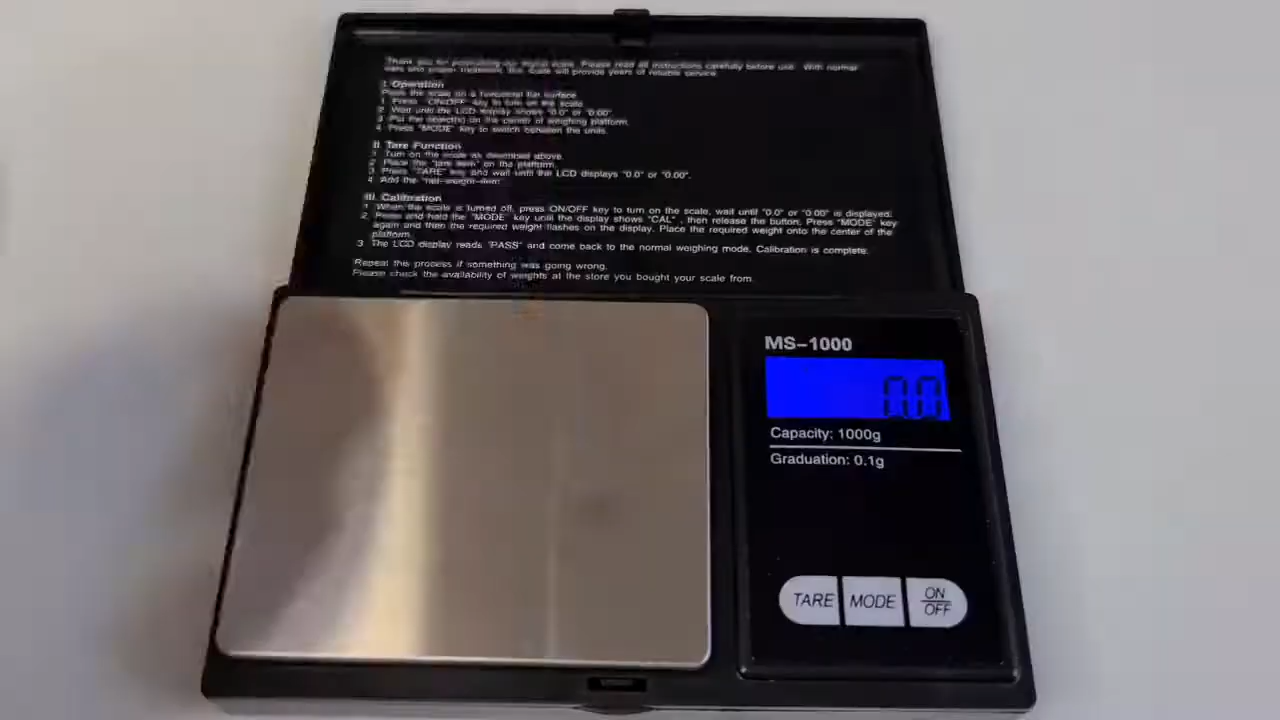 Thank you for purchasing our digital scale. Please read all instructions carefully before use. With normal
care and proper treatment, this scale will provide years of reliable service.
I. Operation
Place the scale on a horizontal flat surface.
1. Press "ON/OFF" key to turn on the scale.
2. Wait until the LCD display shows "0.0" or "0.00".
3. Put the object(s) on the center of weighing platform.
4. Press "MODE" key to switch between the units.
II. Tare Function
1. Turn on the scale as described above.
2. Place the "tare item" on the platform.
3. Press "TARE" key and wait until the LCD displays "0.0" or "0.00".
4. Add the "net-weight-item".
III. Calibration
1. When the scale is turned off, press ON/OFF key to turn on the scale, wait until "0.0" or "0.00" is displayed.
2. Press and hold the "MODE" key until the display shows "CAL", then release the button. Press "MODE" key
again and then the required weight flashes on the display. Place the required weight onto the center of the
platform.
3. The LCD display reads "PASS" and come back to the normal weighing mode. Calibration is complete.
Repeat this process if something was going wrong.
Please check the availability of weights at the store you bought your scale from.
MS-1000
0.0
Capacity: 1000g
Graduation: 0.1g
TARE MODE ON/OFF